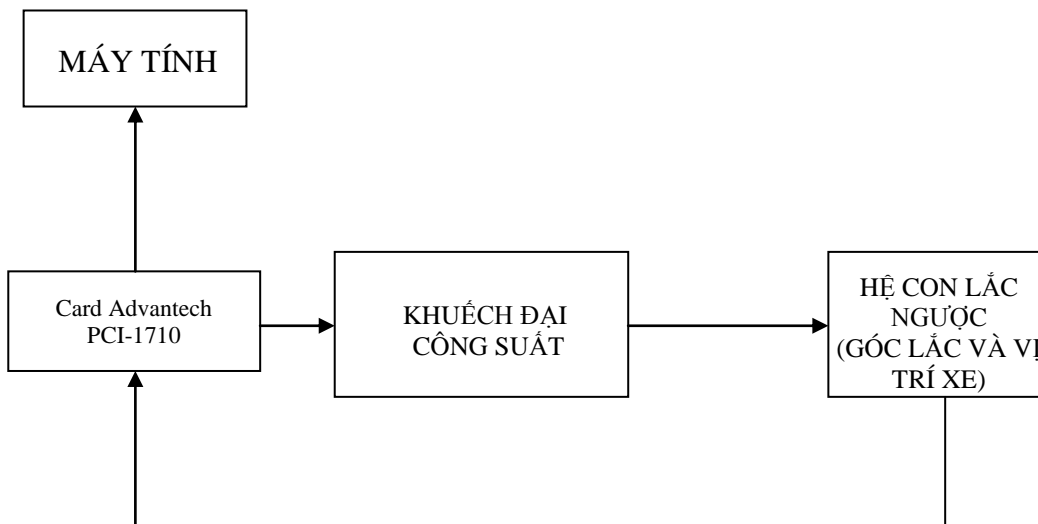 MÁY TÍNH
Card Advantech
PCI-1710
KHUẾCH ĐẠI
CÔNG SUẤT
HỆ CON LẮC
NGƯỢC
(GÓC LẮC VÀ VỊ
TRÍ XE)